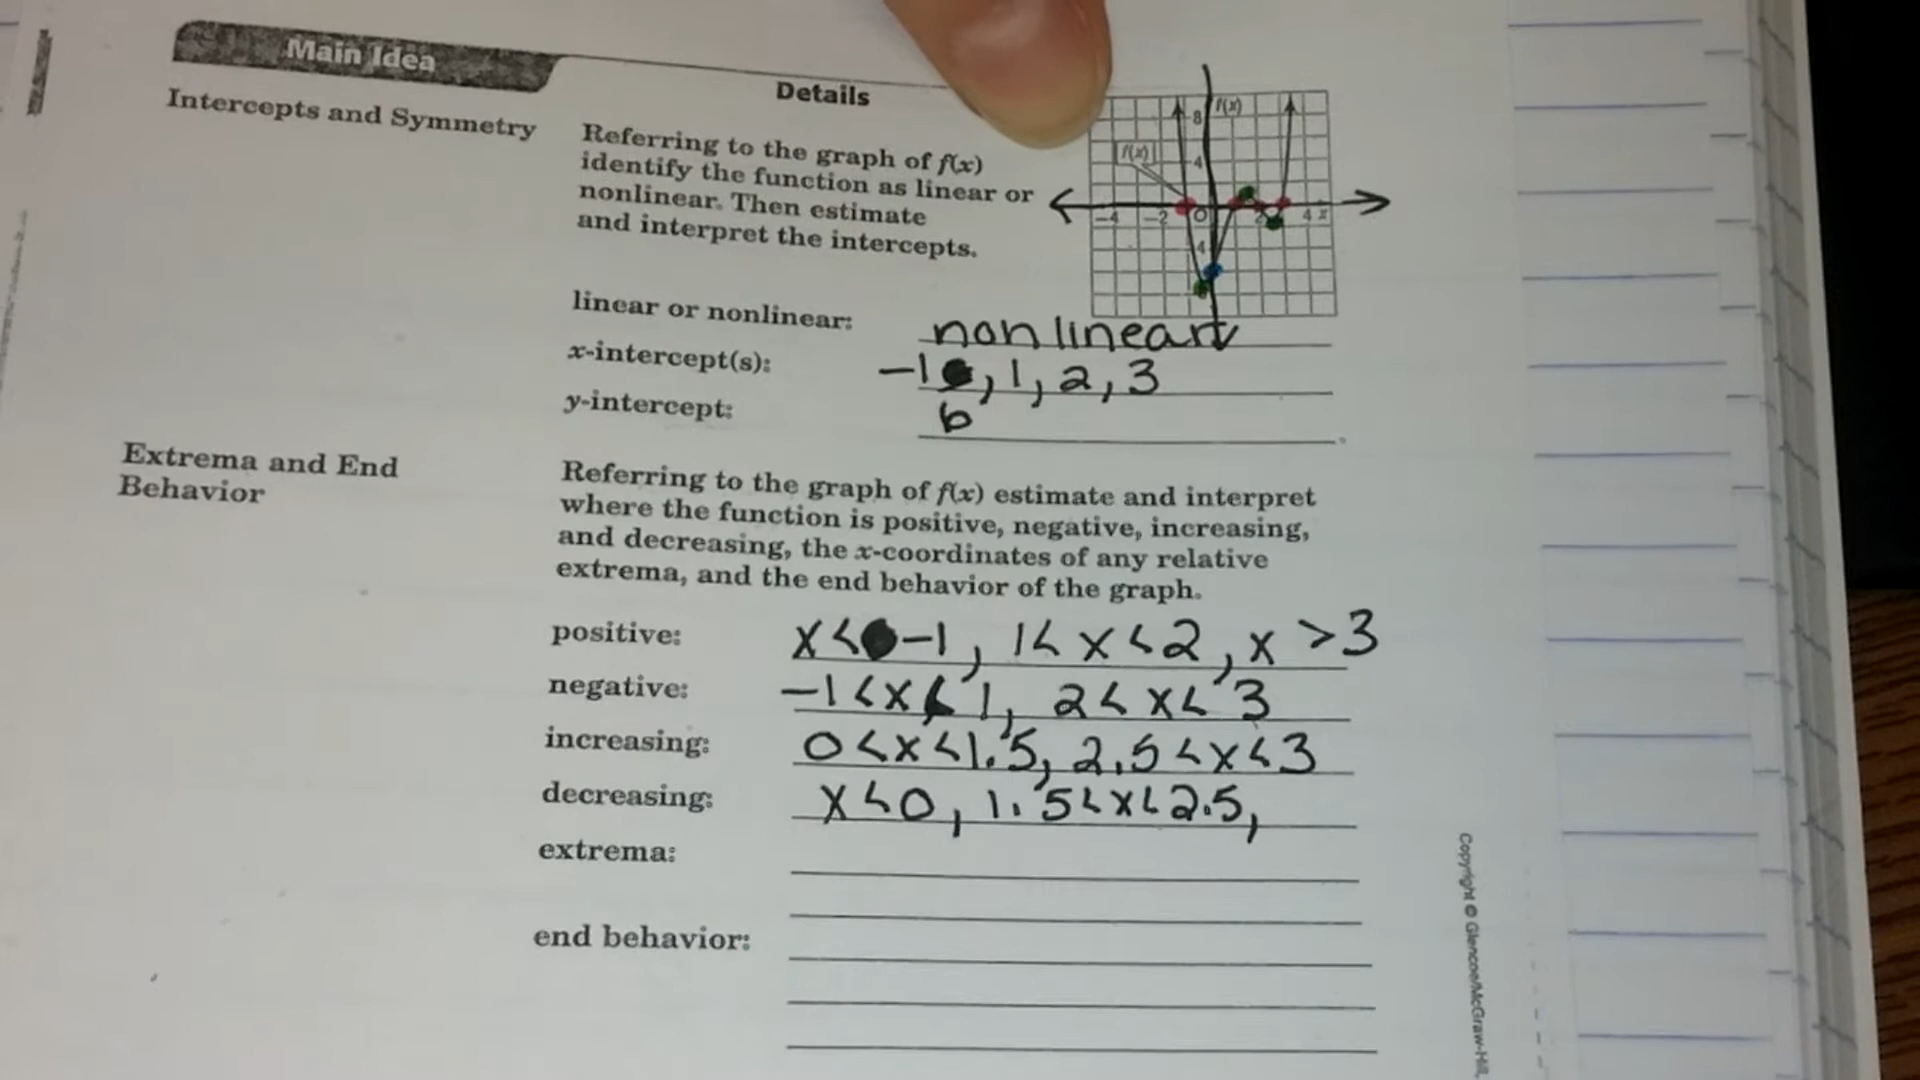 Main Idea
Details
Intercepts and Symmetry
Referring to the graph of f(x)
identify the function as linear or
nonlinear. Then estimate
and interpret the intercepts.
f(x)
8
f(x)
4
-4 -2 O 2 4 x
4
linear or nonlinear: nonlinear
x-intercept(s): -1, 1, 2, 3
y-intercept: 6
Extrema and End
Behavior
Referring to the graph of f(x) estimate and interpret
where the function is positive, negative, increasing,
and decreasing, the x-coordinates of any relative
extrema, and the end behavior of the graph.
positive: x<-1, 1<x<2, x>3
negative: -1<x<1, 2<x<3
increasing: 0<x<1.5, 2.5<x<3
decreasing: x<0, 1.5<x<2.5,
extrema:
end behavior:
Copyright © Glencoe/McGraw-Hill,